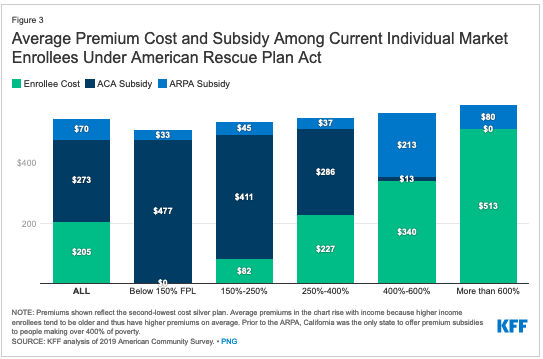 Figure 3
Average Premium Cost and Subsidy Among Current Individual Market
Enrollees Under American Rescue Plan Act
Enrollee Cost ACA Subsidy ARPA Subsidy
$70 $33 $45 $37 $213 $80
$0
$400
$273 $477 $411 $286 $13
200
$205 $0 $82 $227 $340 $513
ALL Below 150% FPL 150%-250% 250%-400% 400%-600% More than 600%
NOTE: Premiums shown reflect the second-lowest cost silver plan. Average premiums in the chart rise with income because higher income
enrollees tend to be older and thus have higher premiums on average. Prior to the ARPA, California was the only state to offer premium subsidies
to people making over 400% of poverty.
SOURCE: KFF analysis of 2019 American Community Survey. • PNG
KFF